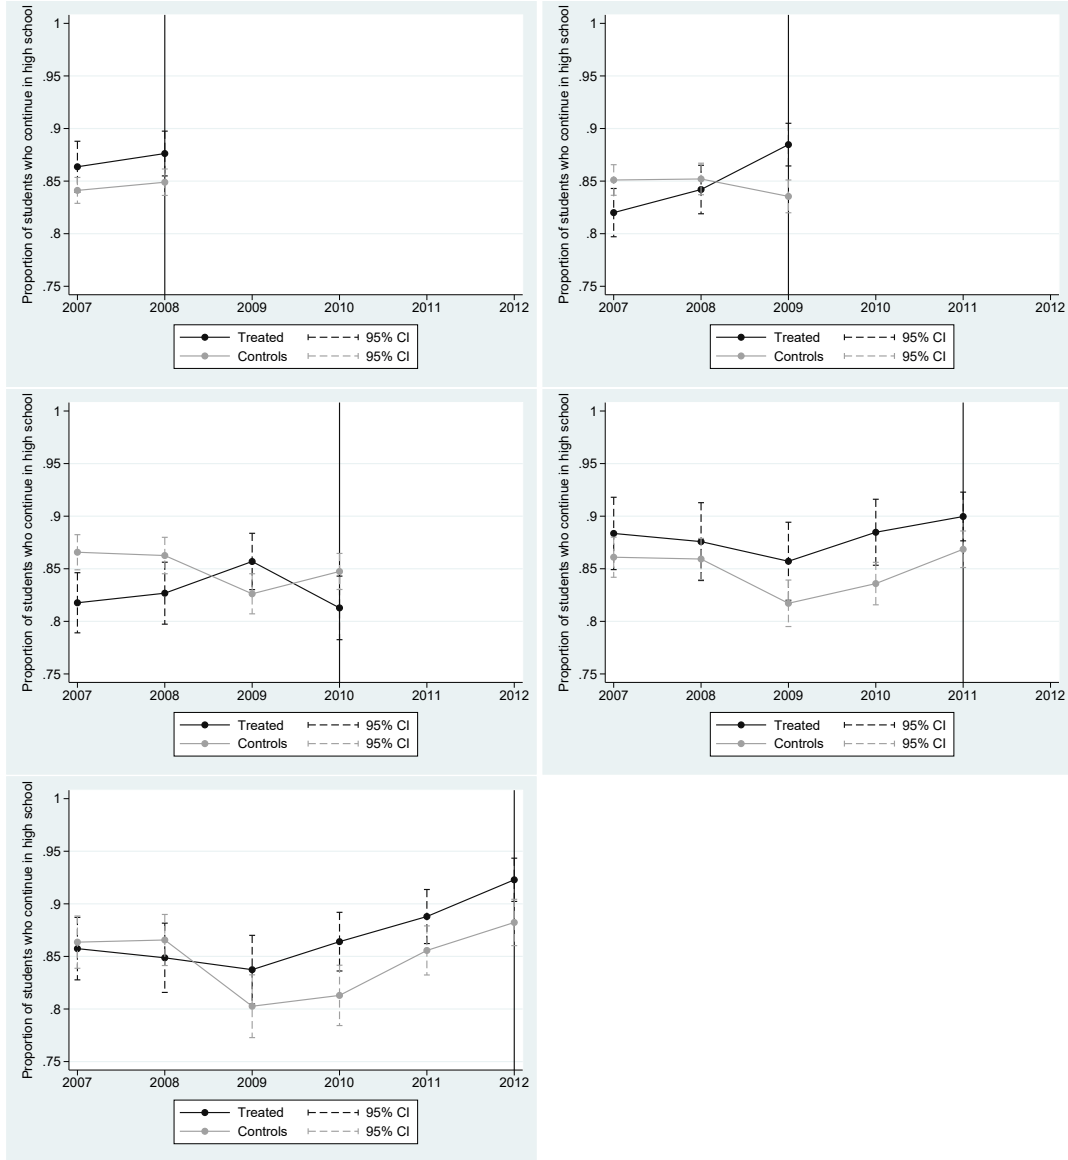 Proportion of students who continue in high school
1
.95
.9
.85
.8
.75
2007 2008 2009 2010 2011 2012
Treated 95% CI
Controls 95% CI
Proportion of students who continue in high school
1
.95
.9
.85
.8
.75
2007 2008 2009 2010 2011 2012
Treated 95% CI
Controls 95% CI
Proportion of students who continue in high school
1
.95
.9
.85
.8
.75
2007 2008 2009 2010 2011 2012
Treated 95% CI
Controls 95% CI
Proportion of students who continue in high school
1
.95
.9
.85
.8
.75
2007 2008 2009 2010 2011 2012
Treated 95% CI
Controls 95% CI
Proportion of students who continue in high school
1
.95
.9
.85
.8
.75
2007 2008 2009 2010 2011 2012
Treated 95% CI
Controls 95% CI